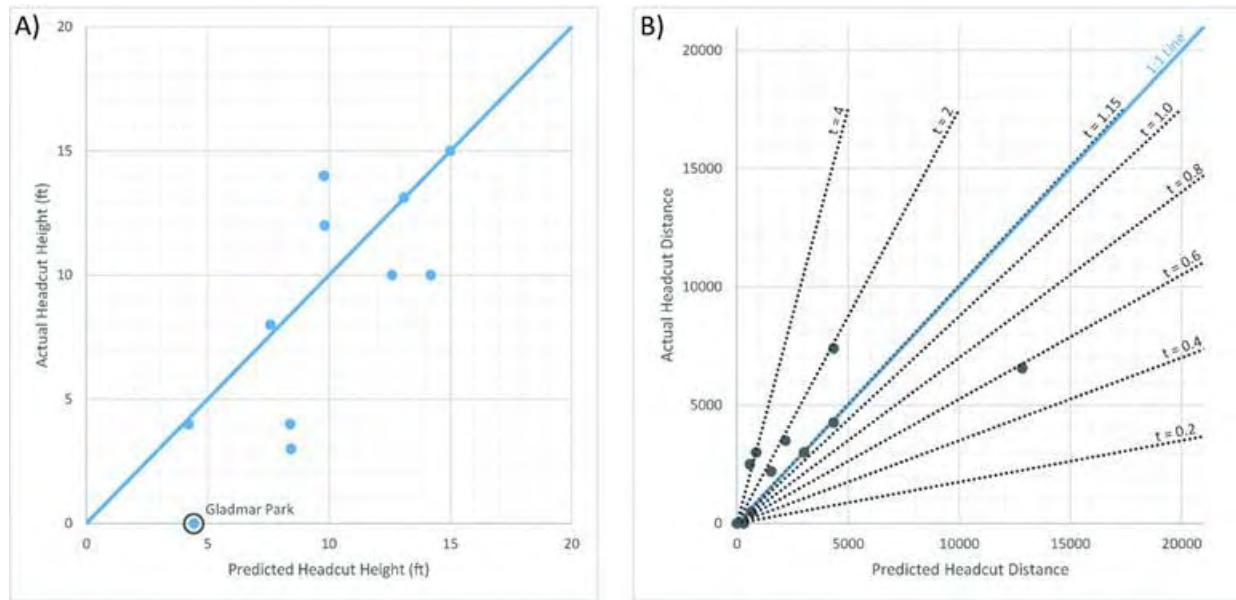 A)
20
15
10
5
0
Actual Headcut Height (ft)
Gladmar Park
0 5 10 15 20
Predicted Headcut Height (ft)
B)
20000
15000
10000
5000
0
Actual Headcut Distance
t = 4
t = 2
t = 1.15
1:1 Line
t = 1.0
t = 0.8
t = 0.6
t = 0.4
t = 0.2
0 5000 10000 15000 20000
Predicted Headcut Distance